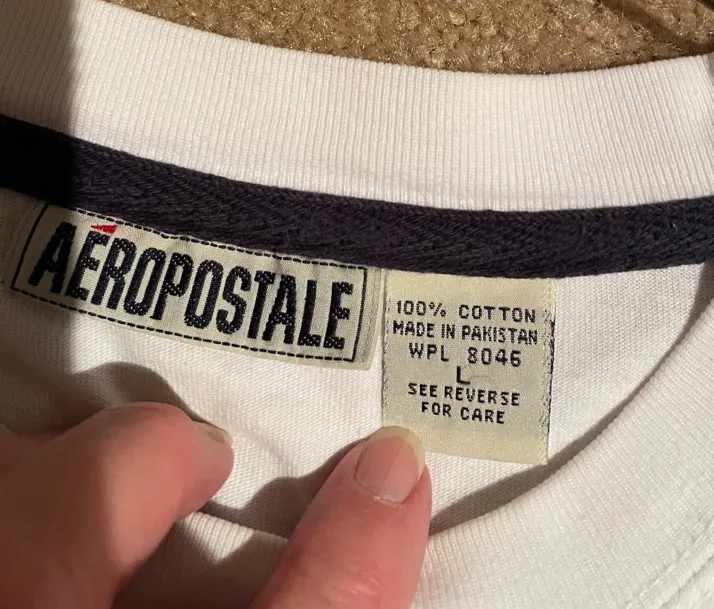 AÉROPOSTALE
100% COTTON
MADE IN PAKISTAN
WPL 8046
L
SEE REVERSE
FOR CARE